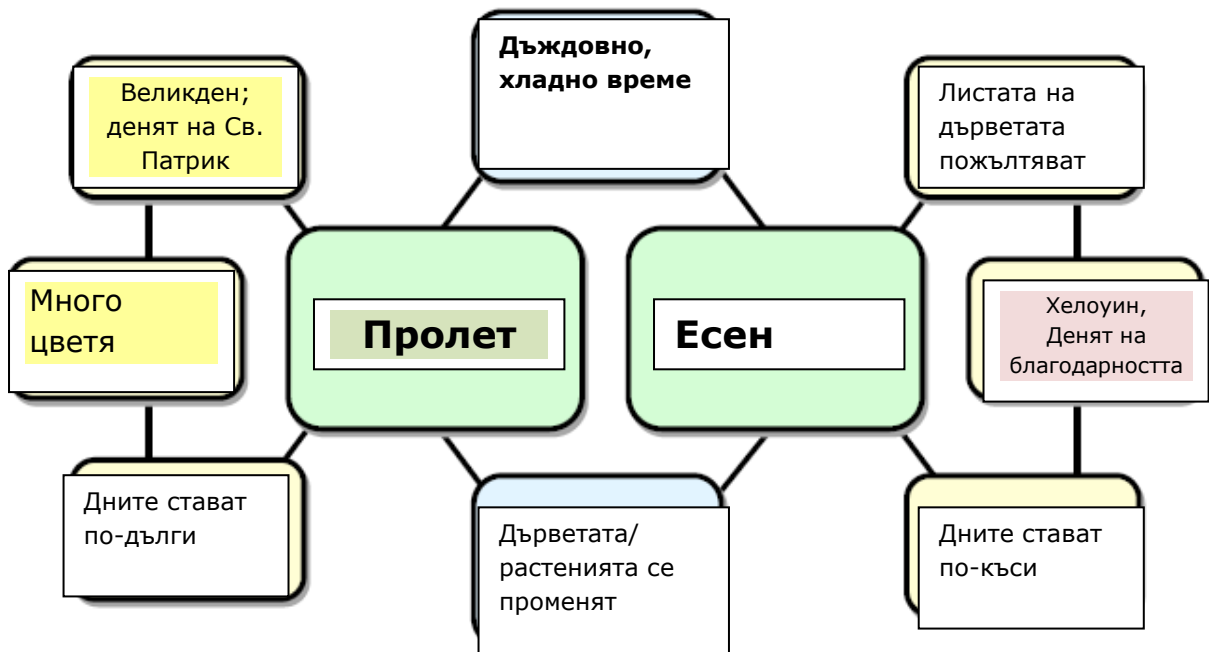 Дъждовно,
хладно време
Великден;
денят на Св.
Патрик
Листата на
дърветата
пожълтяват
Много
цветя
Пролет
Есен
Хелоуин,
Денят на
благодарността
Дните стават
по-дълги
Дърветата/
растенията се
променят
Дните стават
по-къси